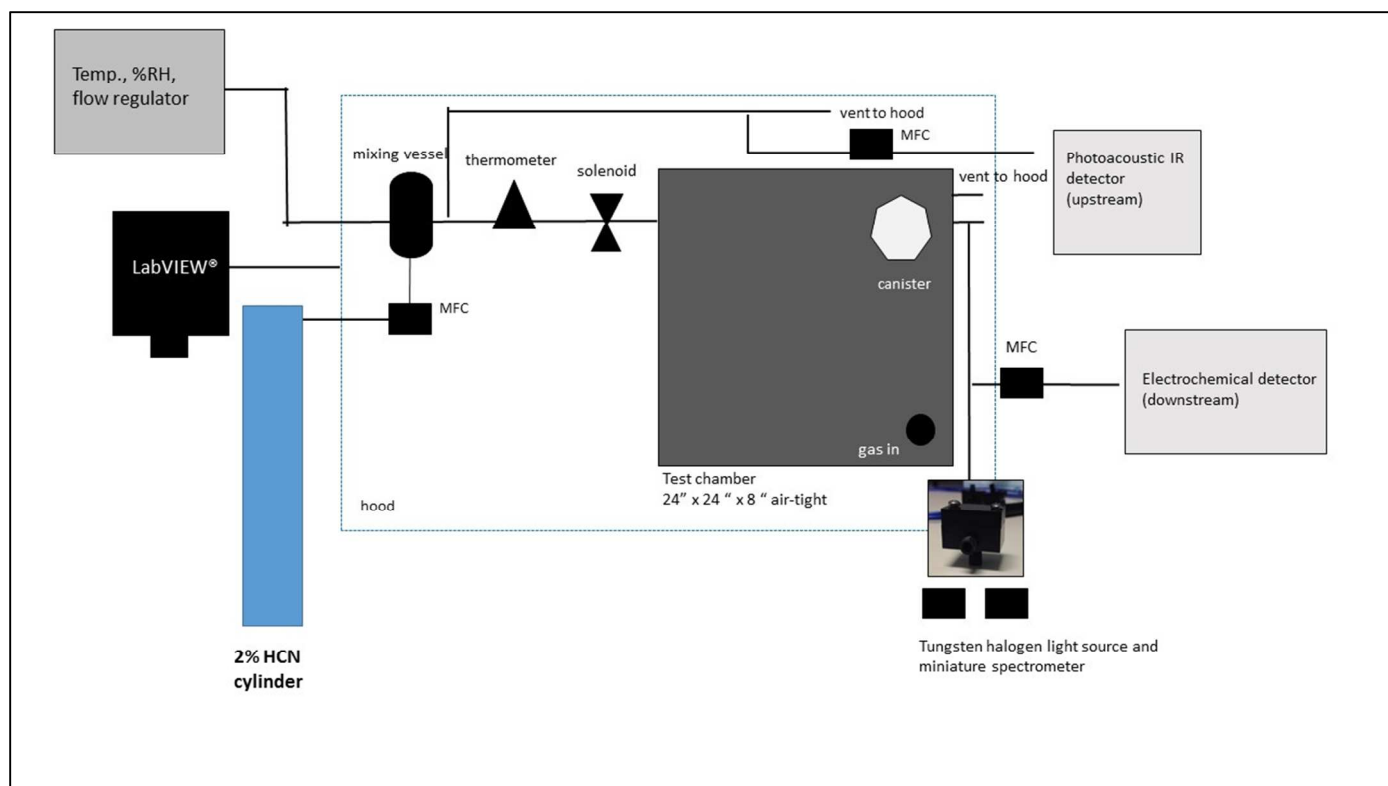 Temp., %RH,
flow regulator
LabVIEW®
2% HCN
cylinder
mixing vessel
MFC
thermometer
solenoid
vent to hood
MFC
Photoacoustic IR
detector
(upstream)
vent to hood
canister
gas in
Test chamber
24” x 24 “ x 8 “ air-tight
hood
MFC
Electrochemical detector
(downstream)
Tungsten halogen light source and
miniature spectrometer